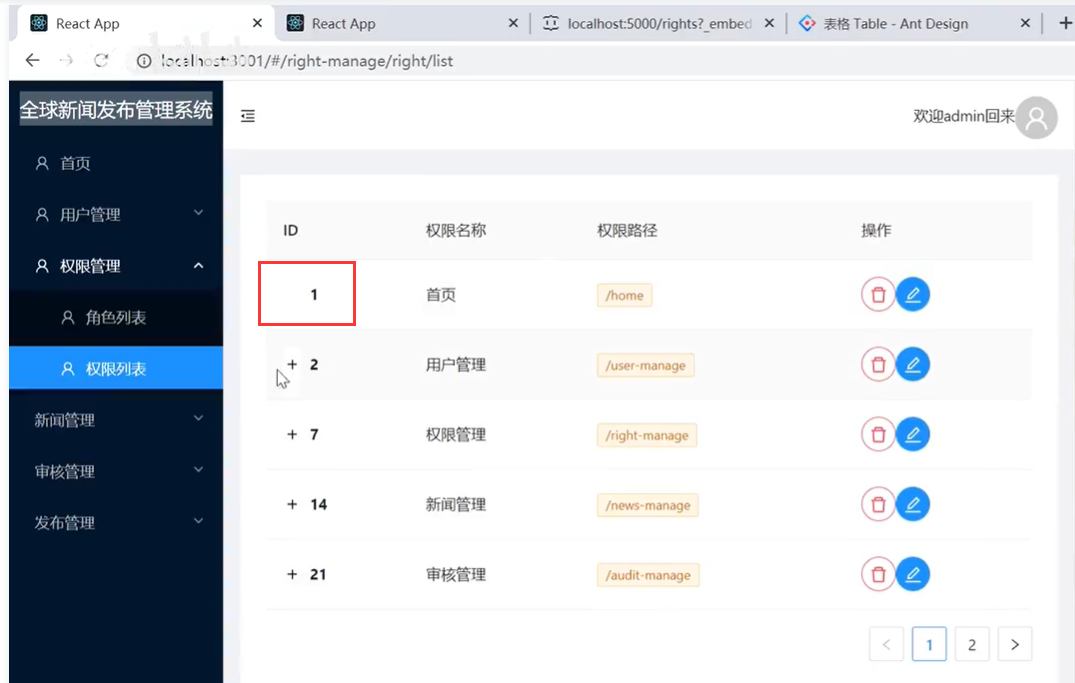 React App
React App
localhost:5000/rights?_embed
表格 Table - Ant Design
localhost:3001/#/right-manage/right/list
全球新闻发布管理系统
欢迎admin回来
首页
用户管理
权限管理
角色列表
权限列表
新闻管理
审核管理
发布管理
ID 权限名称 权限路径 操作
1 首页 /home
+ 2 用户管理 /user-manage
+ 7 权限管理 /right-manage
+ 14 新闻管理 /news-manage
+ 21 审核管理 /audit-manage
< 1 2 >